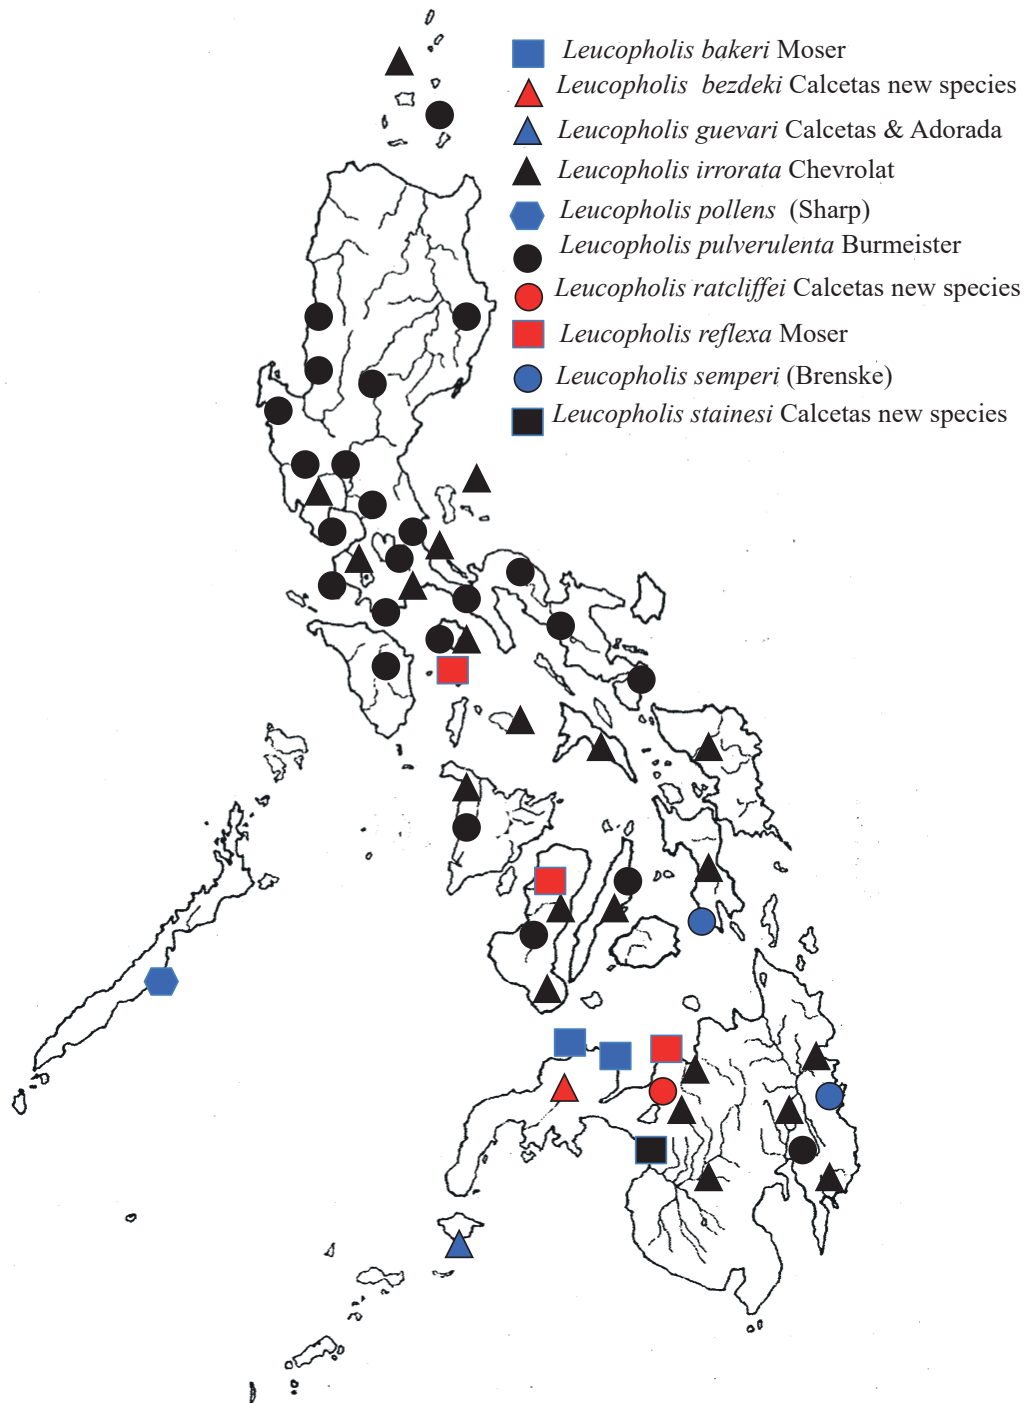 Leucopholis bakeri Moser
Leucopholis bezdeki Calcetas new species
Leucopholis guevari Calcetas & Adorada
Leucopholis irrorata Chevrolat
Leucopholis pollens (Sharp)
Leucopholis pulverulenta Burmeister
Leucopholis ratcliffei Calcetas new species
Leucopholis reflexa Moser
Leucopholis semperi (Brenske)
Leucopholis stainesi Calcetas new species